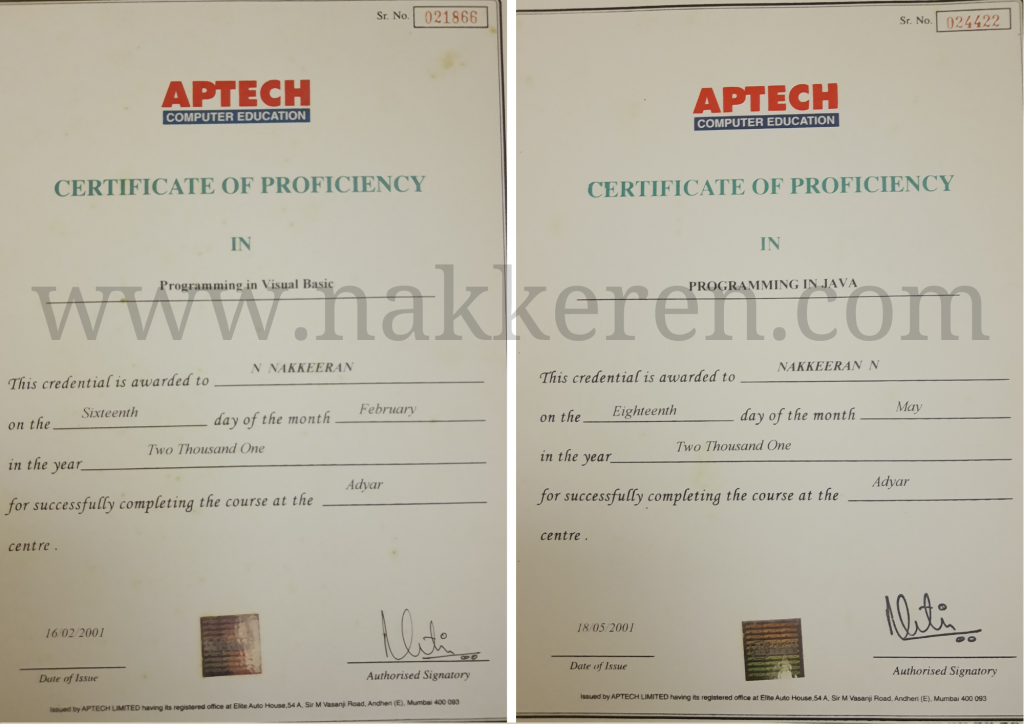 Sr. No. 021866
APTECH
COMPUTER EDUCATION
CERTIFICATE OF PROFICIENCY
IN
Programming in Visual Basic
This credential is awarded to N NAKKEERAN
on the Sixteenth day of the month February
in the year Two Thousand One
for successfully completing the course at the Adyar
centre .
16/02/2001
Date of Issue
Nitin
Authorised Signatory
Issued by APTECH LIMITED having its registered office at Elite Auto House,54 A, Sir M Vasanji Road, Andheri (E), Mumbai 400 093
Sr. No. 024422
APTECH
COMPUTER EDUCATION
CERTIFICATE OF PROFICIENCY
IN
PROGRAMMING IN JAVA
This credential is awarded to NAKKEERAN N
on the Eighteenth day of the month May
in the year Two Thousand One
for successfully completing the course at the Adyar
centre .
18/05/2001
Date of Issue
Nitin
Authorised Signatory
Issued by APTECH LIMITED having its registered office at Elite Auto House,54 A, Sir M Vasanji Road, Andheri (E), Mumbai 400 093
www.nakkeren.com